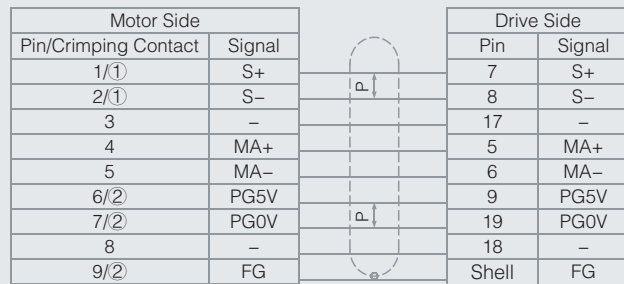 Motor Side Drive Side
Pin/Crimping Contact Signal Pin Signal
1/① S+ P 7 S+
2/① S− 8 S−
3 – 17 –
4 MA+ 5 MA+
5 MA− 6 MA−
6/② PG5V 9 PG5V
7/② PG0V P 19 PG0V
8 – 18 –
9/② FG Shell FG